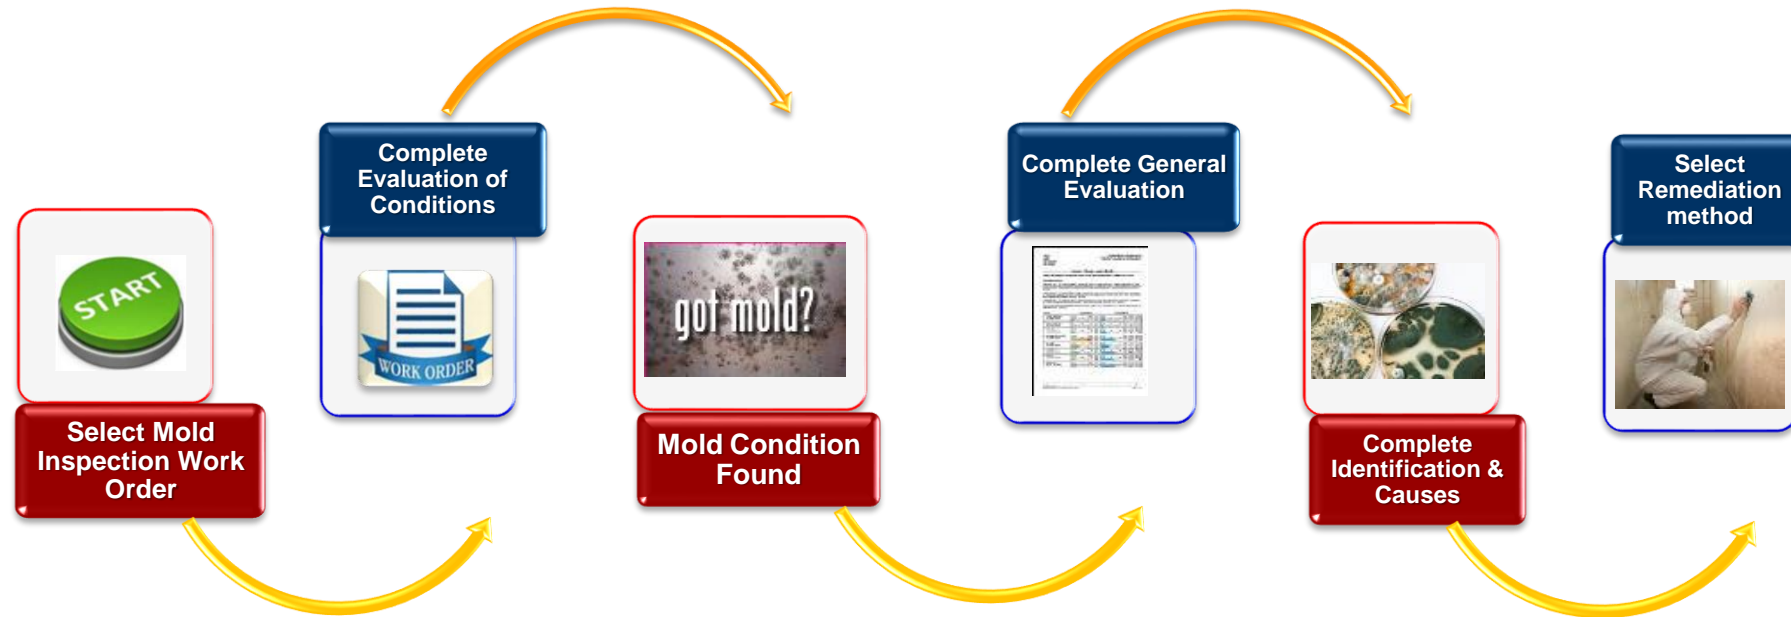 Select Mold
Inspection Work
Order
START
Complete
Evaluation of
Conditions
WORK ORDER
got mold?
Mold Condition
Found
Complete General
Evaluation
Complete
Identification &
Causes
Select
Remediation
method